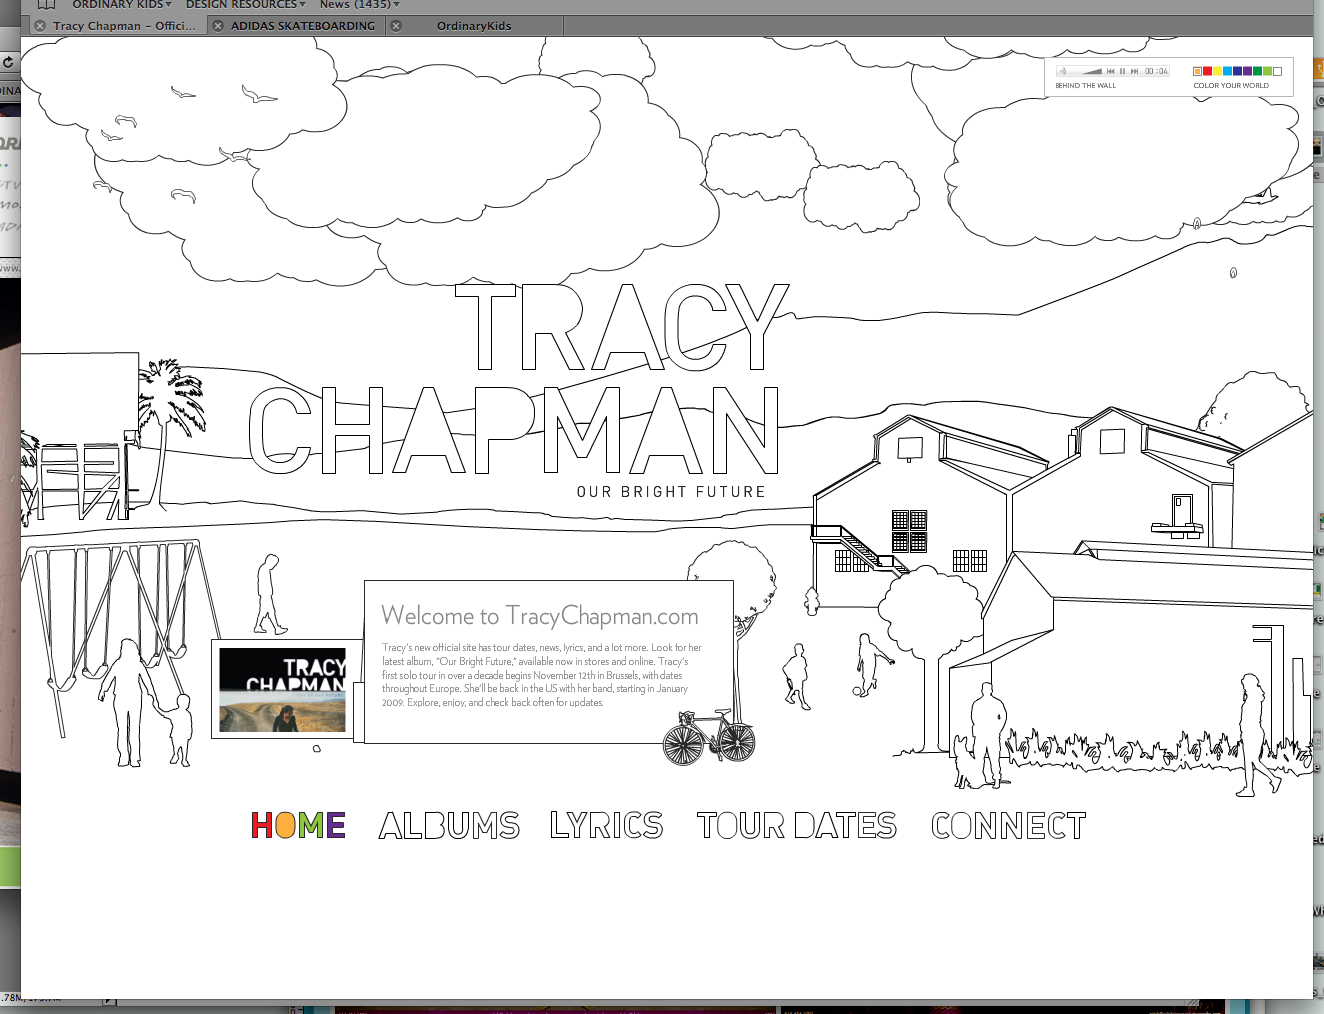 ORDINARY KIDS DESIGN RESOURCES News (1435)
Tracy Chapman – Offici... ADIDAS SKATEBOARDING OrdinaryKids
00:04
BEHIND THE WALL COLOR YOUR WORLD
TRACY
CHAPMAN
OUR BRIGHT FUTURE
Welcome to TracyChapman.com
Tracy's new official site has tour dates, news, lyrics, and a lot more. Look for her
latest album, "Our Bright Future," available now in stores and online. Tracy's
first solo tour in over a decade begins November 12th in Brussels, with dates
throughout Europe. She'll be back in the US with her band, starting in January
2009. Explore, enjoy, and check back often for updates.
TRACY
CHAPMAN
OUR BRIGHT FUTURE
HOME ALBUMS LYRICS TOUR DATES CONNECT